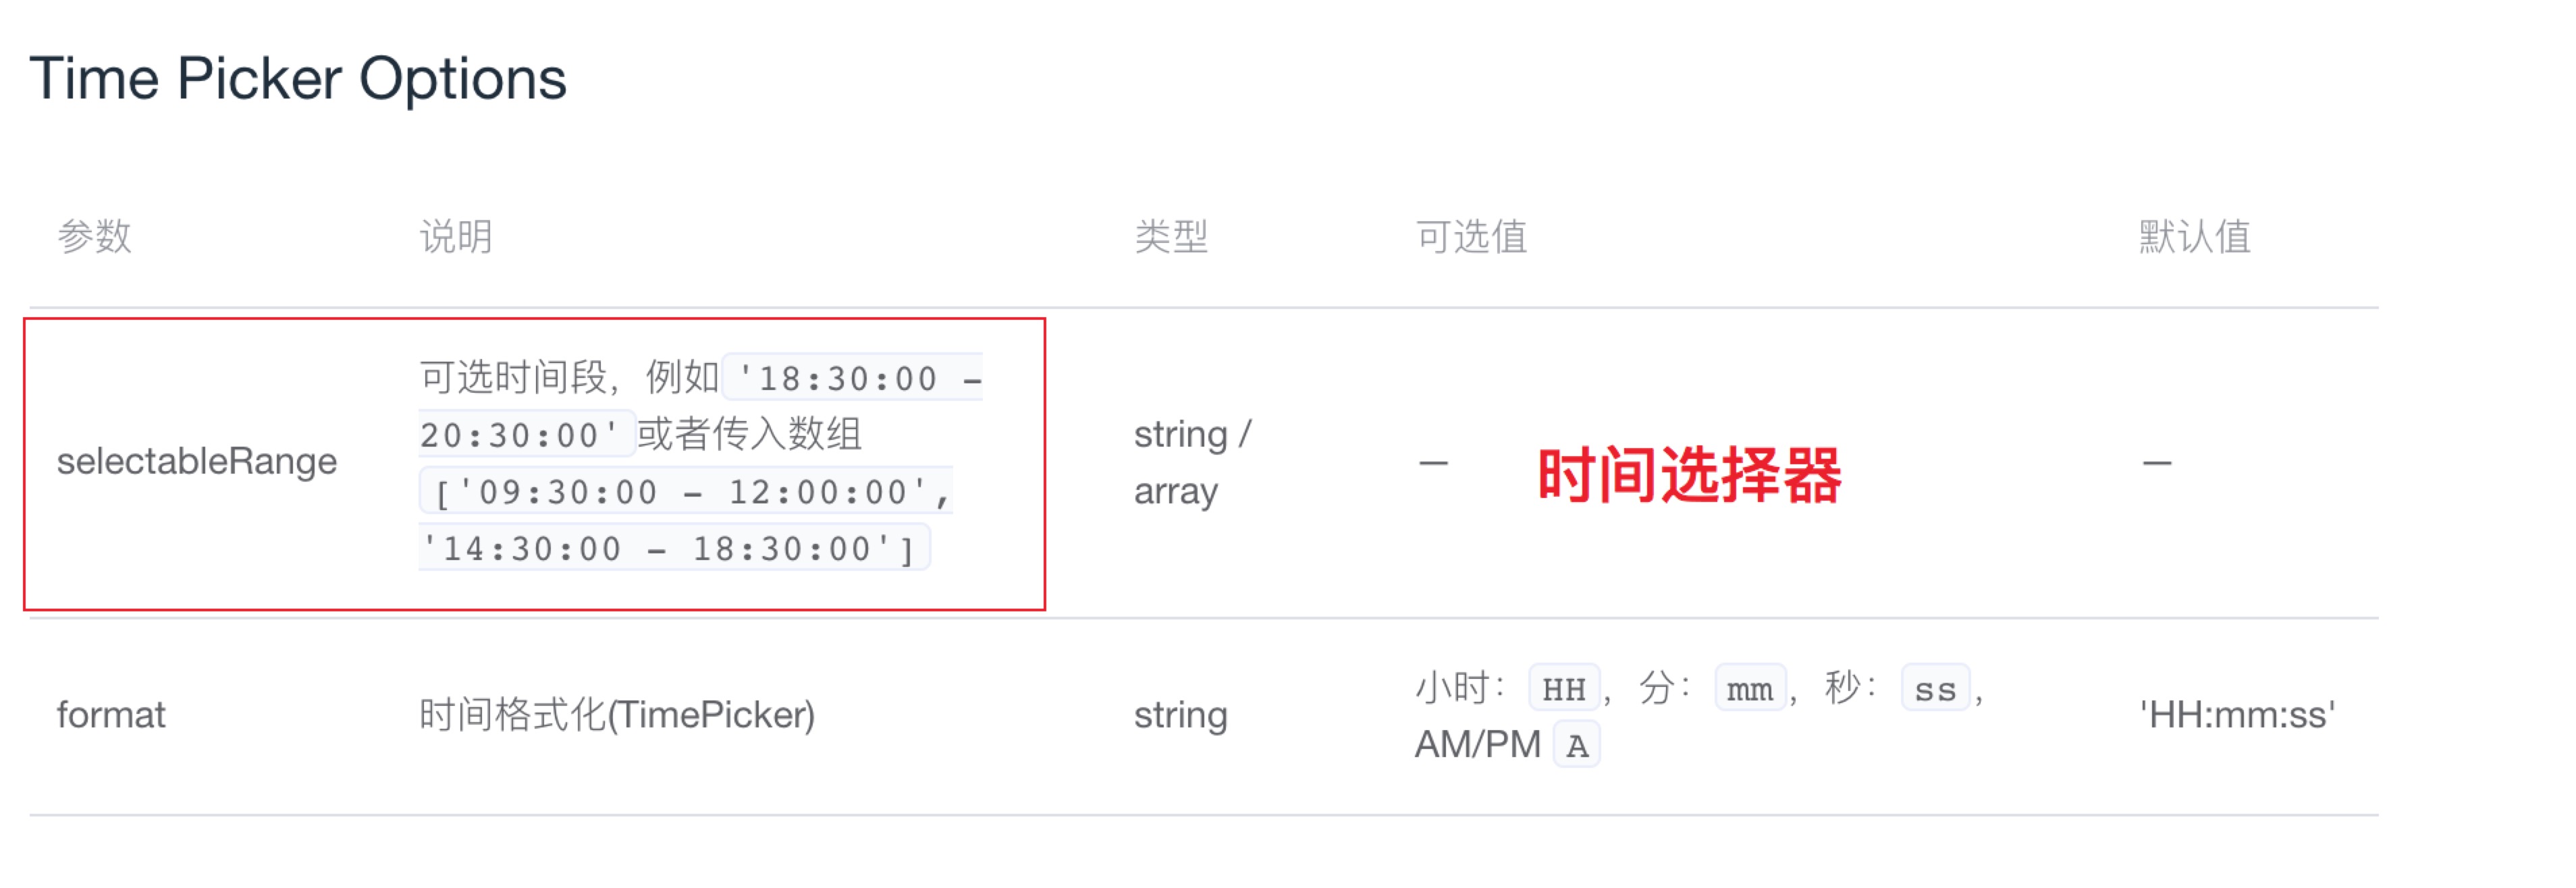 Time Picker Options
参数 说明 类型 可选值 默认值
selectableRange 可选时间段，例如 '18:30:00 - 20:30:00' 或者传入数组 ['09:30:00 - 12:00:00', '14:30:00 - 18:30:00'] string / array — 时间选择器 —
format 时间格式化(TimePicker) string 小时：HH，分：mm，秒：ss，AM/PM A 'HH:mm:ss'